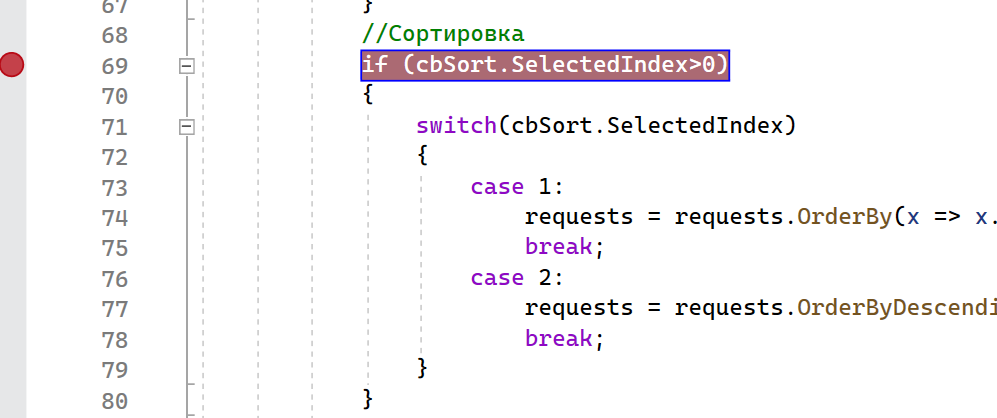 67 }
68 //Сортировка
69 if (cbSort.SelectedIndex>0)
70 {
71 switch(cbSort.SelectedIndex)
72 {
73 case 1:
74 requests = requests.OrderBy(x => x.
75 break;
76 case 2:
77 requests = requests.OrderByDescendi
78 break;
79 }
80 }